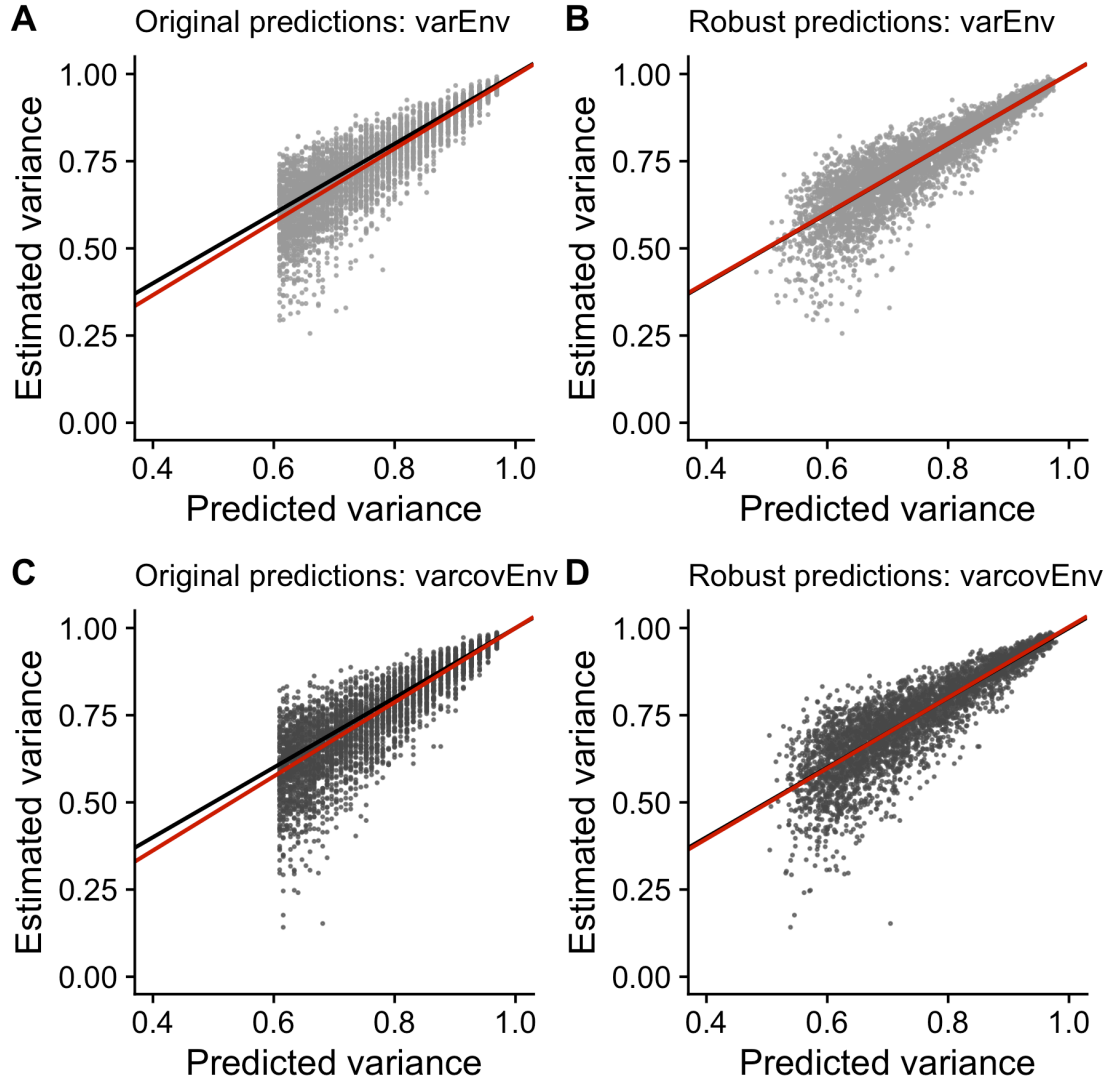 A Original predictions: varEnv
1.00
0.75
0.50
0.25
0.00
Estimated variance
0.4 0.6 0.8 1.0
Predicted variance
B Robust predictions: varEnv
1.00
0.75
0.50
0.25
0.00
Estimated variance
0.4 0.6 0.8 1.0
Predicted variance
C Original predictions: varcovEnv
1.00
0.75
0.50
0.25
0.00
Estimated variance
0.4 0.6 0.8 1.0
Predicted variance
D Robust predictions: varcovEnv
1.00
0.75
0.50
0.25
0.00
Estimated variance
0.4 0.6 0.8 1.0
Predicted variance